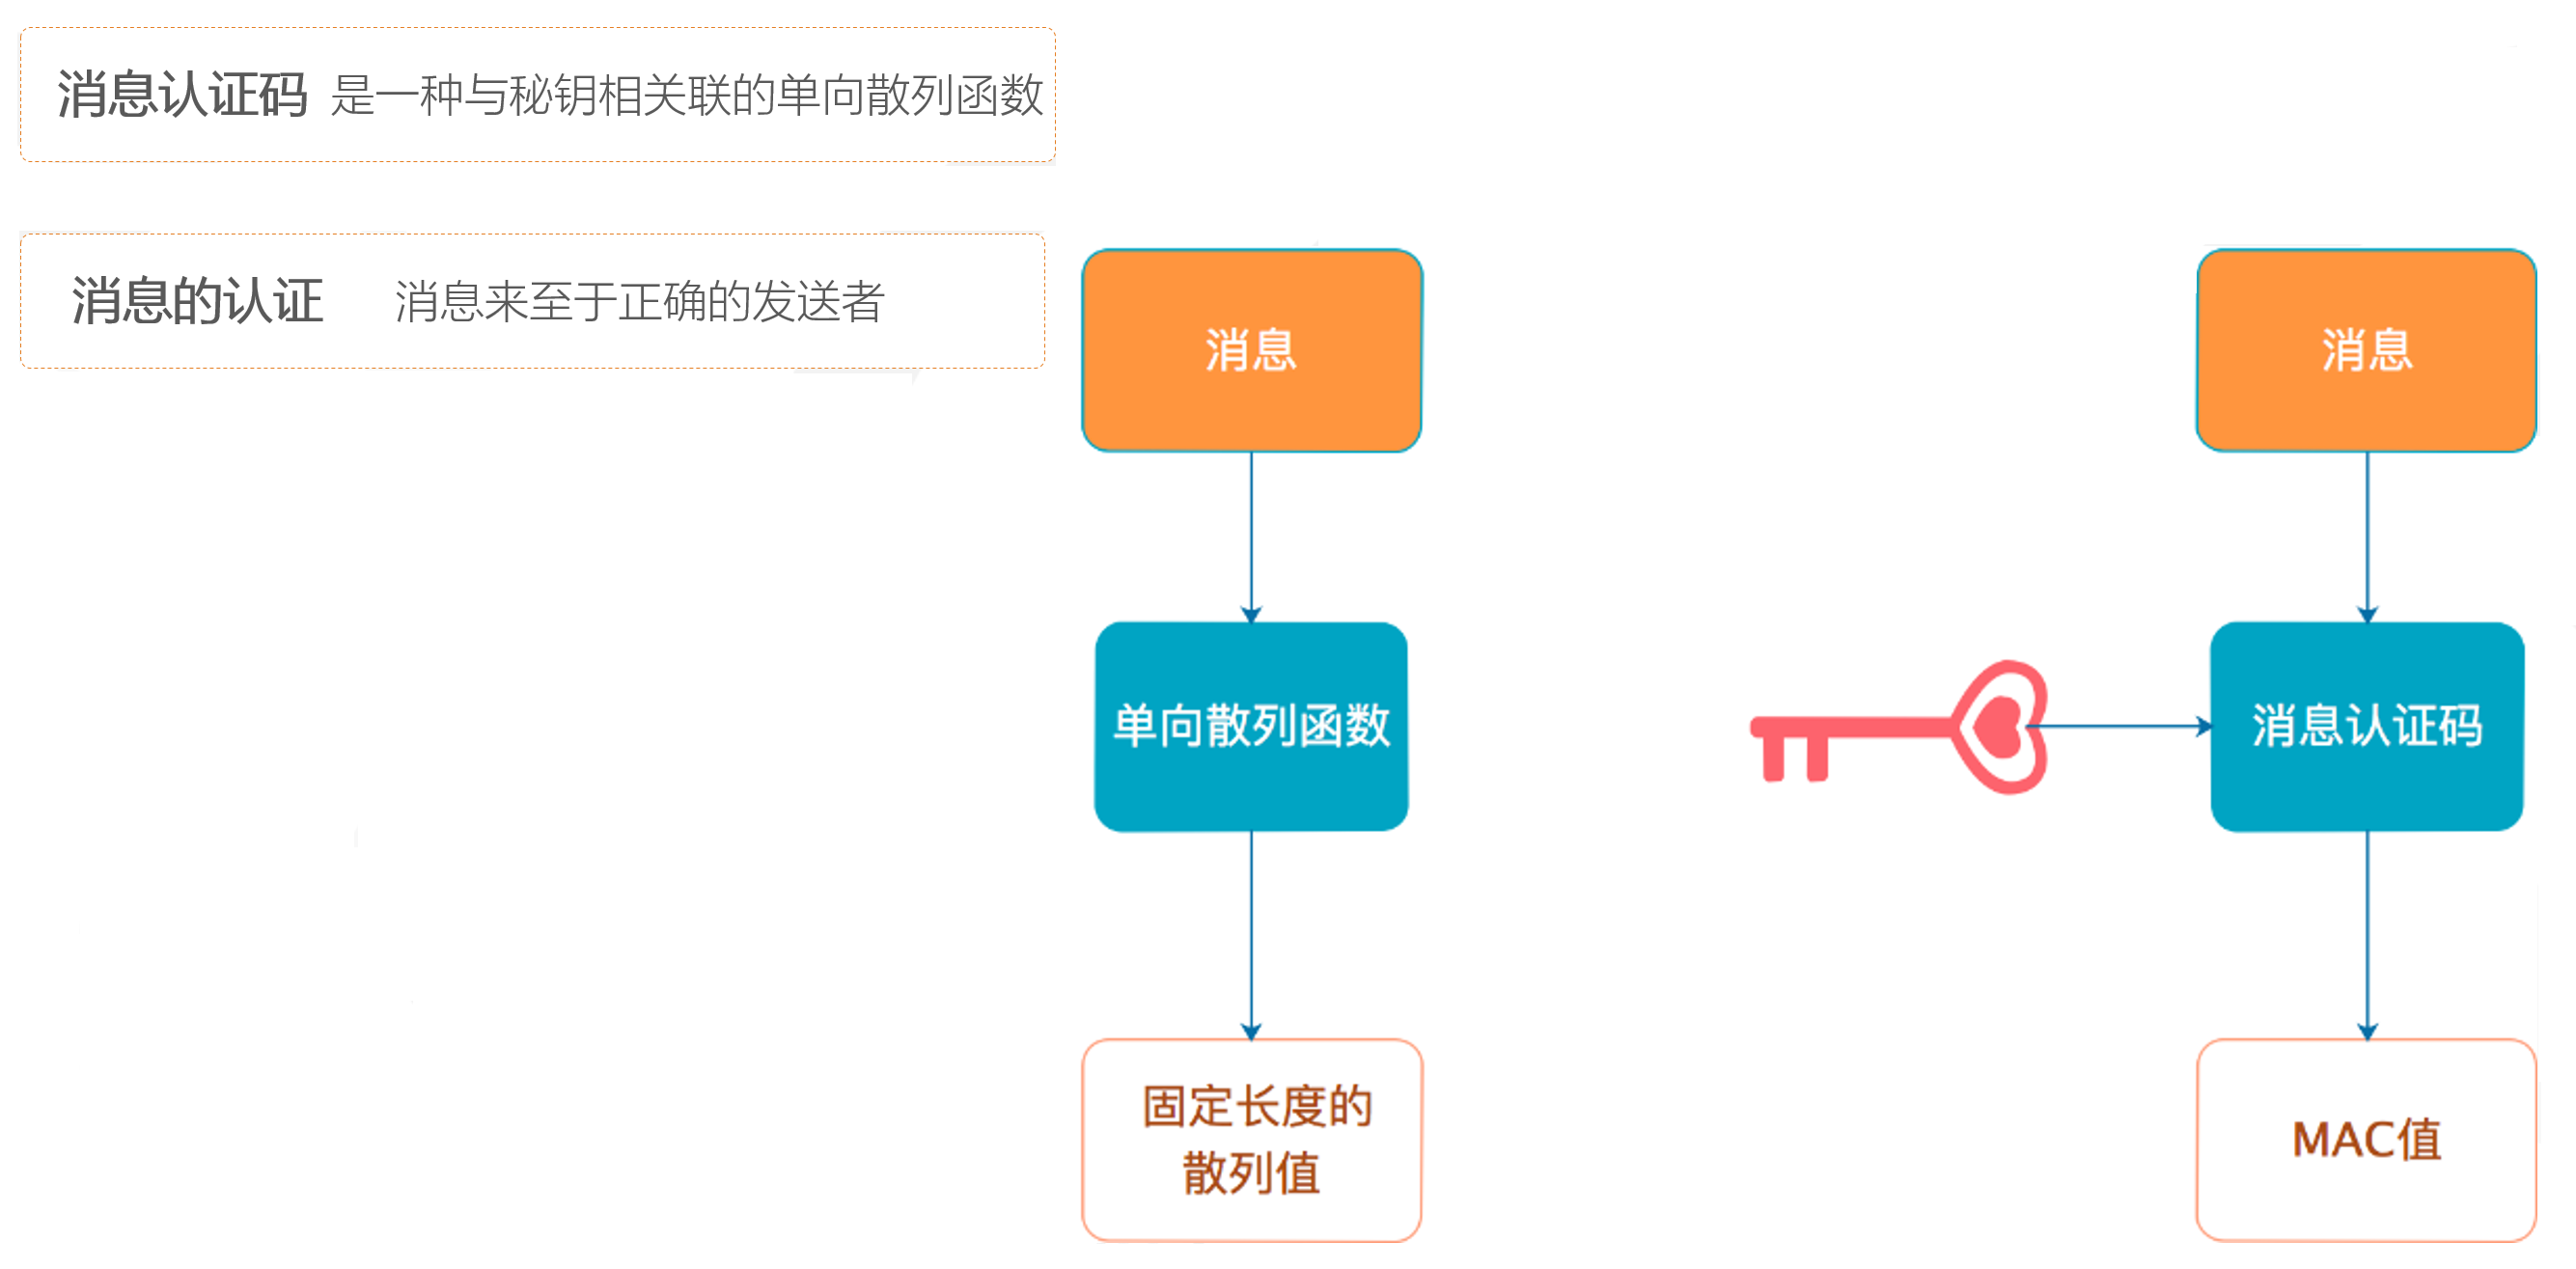 消息认证码 是一种与秘钥相关联的单向散列函数
消息的认证 消息来至于正确的发送者
消息
单向散列函数
固定长度的
散列值
消息
消息认证码
MAC值